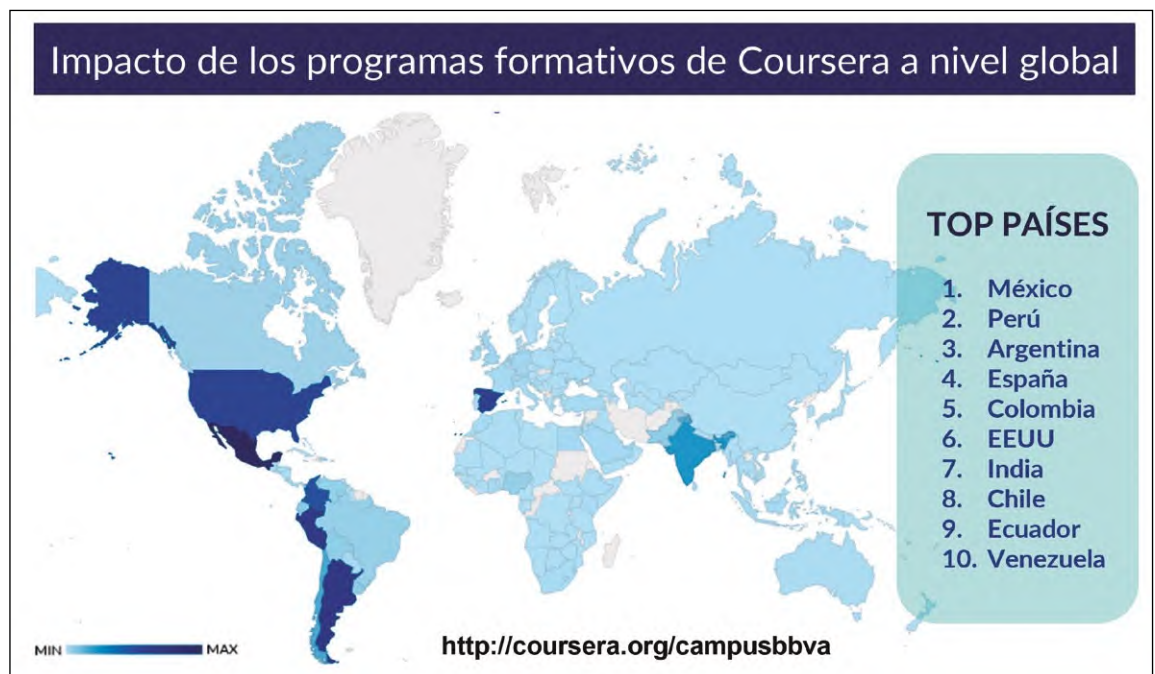 Impacto de los programas formativos de Coursera a nivel global
TOP PAÍSES
1. México
2. Perú
3. Argentina
4. España
5. Colombia
6. EEUU
7. India
8. Chile
9. Ecuador
10. Venezuela
MIN MAX
http://coursera.org/campusbbva